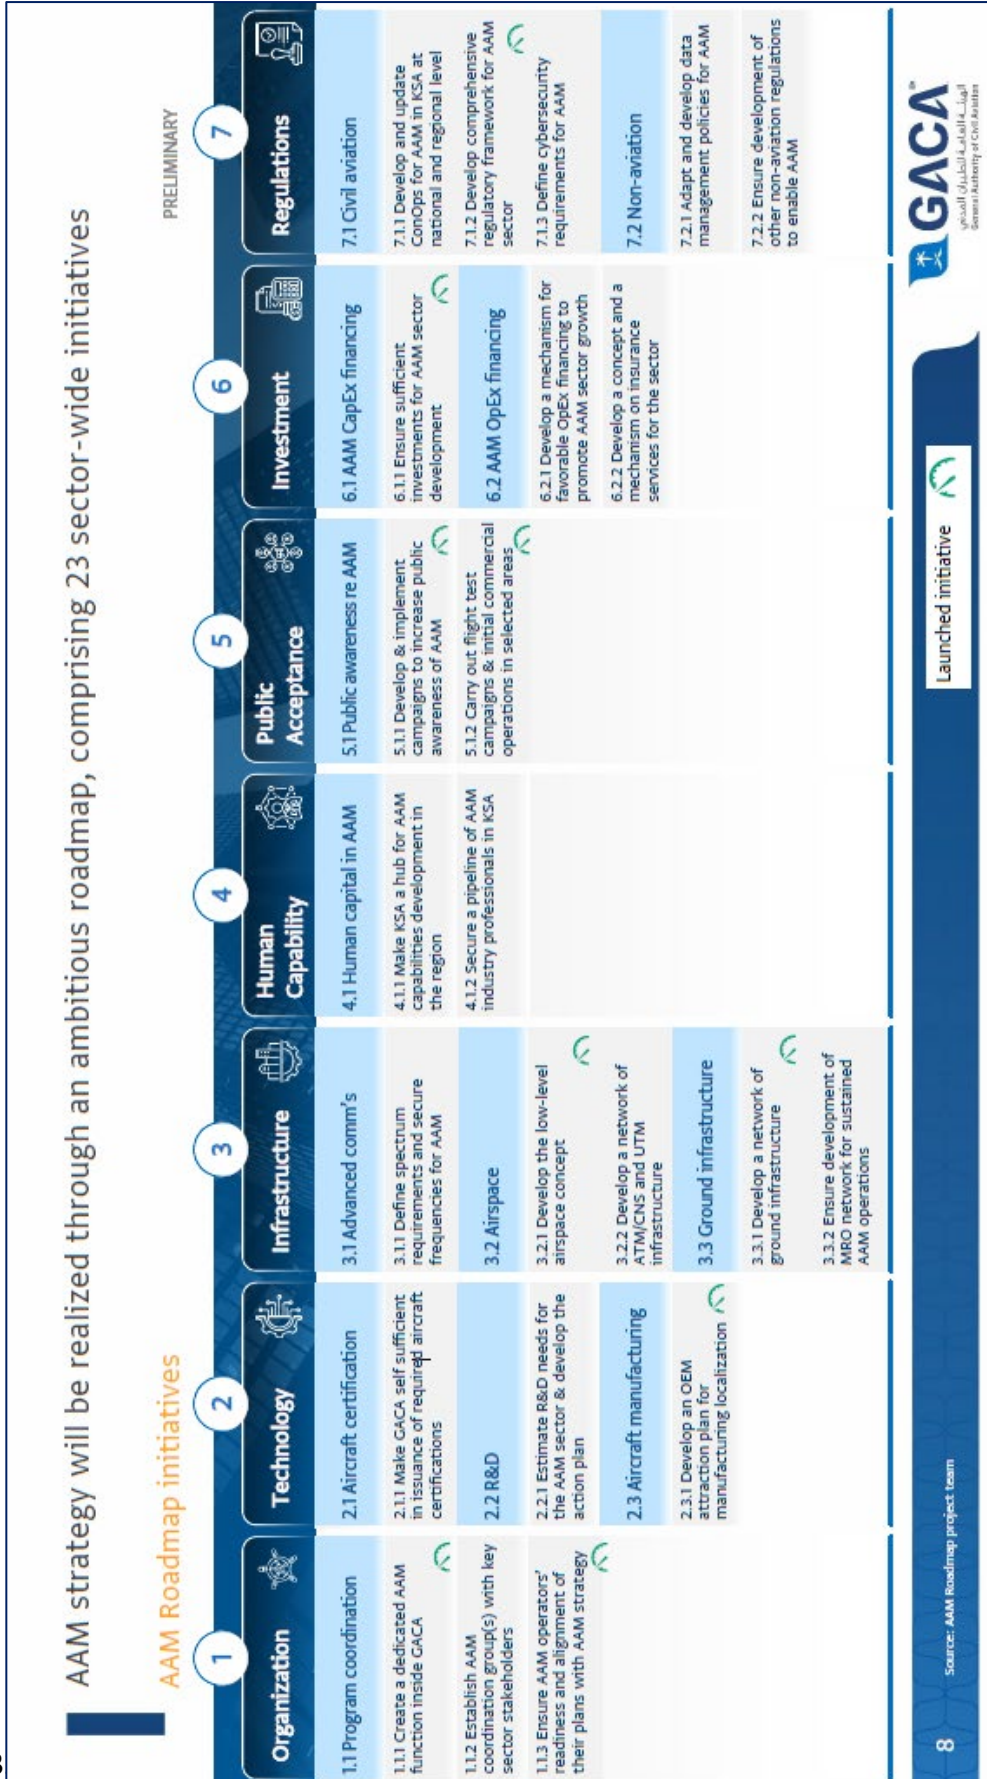 AAM strategy will be realized through an ambitious roadmap, comprising 23 sector-wide initiatives
AAM Roadmap initiatives
PRELIMINARY
1
Organization
1.1 Program coordination
1.1.1 Create a dedicated AAM
function inside GACA
1.1.2 Establish AAM
coordination group(s) with key
sector stakeholders
1.1.3 Ensure AAM operators'
readiness and alignment of
their plans with AAM strategy
2
Technology
2.1 Aircraft certification
2.1.1 Make GACA self sufficient
in issuance of required aircraft
certifications
2.2 R&D
2.2.1 Estimate R&D needs for
the AAM sector & develop the
action plan
2.3 Aircraft manufacturing
2.3.1 Develop an OEM
attraction plan for
manufacturing localization
3
Infrastructure
3.1 Advanced comm's
3.1.1 Define spectrum
requirements and secure
frequencies for AAM
3.2 Airspace
3.2.1 Develop the low-level
airspace concept
3.2.2 Develop a network of
ATM/CNS and UTM
infrastructure
3.3 Ground infrastructure
3.3.1 Develop a network of
ground infrastructure
3.3.2 Ensure development of
MRO network for sustained
AAM operations
4
Human
Capability
4.1 Human capital in AAM
4.1.1 Make KSA a hub for AAM
capabilities development in
the region
4.1.2 Secure a pipeline of AAM
industry professionals in KSA
5
Public
Acceptance
5.1 Public awareness re AAM
5.1.1 Develop & implement
campaigns to increase public
awareness of AAM
5.1.2 Carry out flight test
campaigns & initial commercial
operations in selected areas
6
Investment
6.1 AAM CapEx financing
6.1.1 Ensure sufficient
investments for AAM sector
development
6.2 AAM OpEx financing
6.2.1 Develop a mechanism for
favorable OpEx financing to
promote AAM sector growth
6.2.2 Develop a concept and a
mechanism on insurance
services for the sector
7
Regulations
7.1 Civil aviation
7.1.1 Develop and update
ConOps for AAM in KSA at
national and regional level
7.1.2 Develop comprehensive
regulatory framework for AAM
sector
7.1.3 Define cybersecurity
requirements for AAM
7.2 Non-aviation
7.2.1 Adapt and develop data
management policies for AAM
7.2.2 Ensure development of
other non-aviation regulations
to enable AAM
8
Source: AAM Roadmap project team
Launched initiative
GACA
الهيئة العامة للطيران المدني
General Authority of Civil Aviation